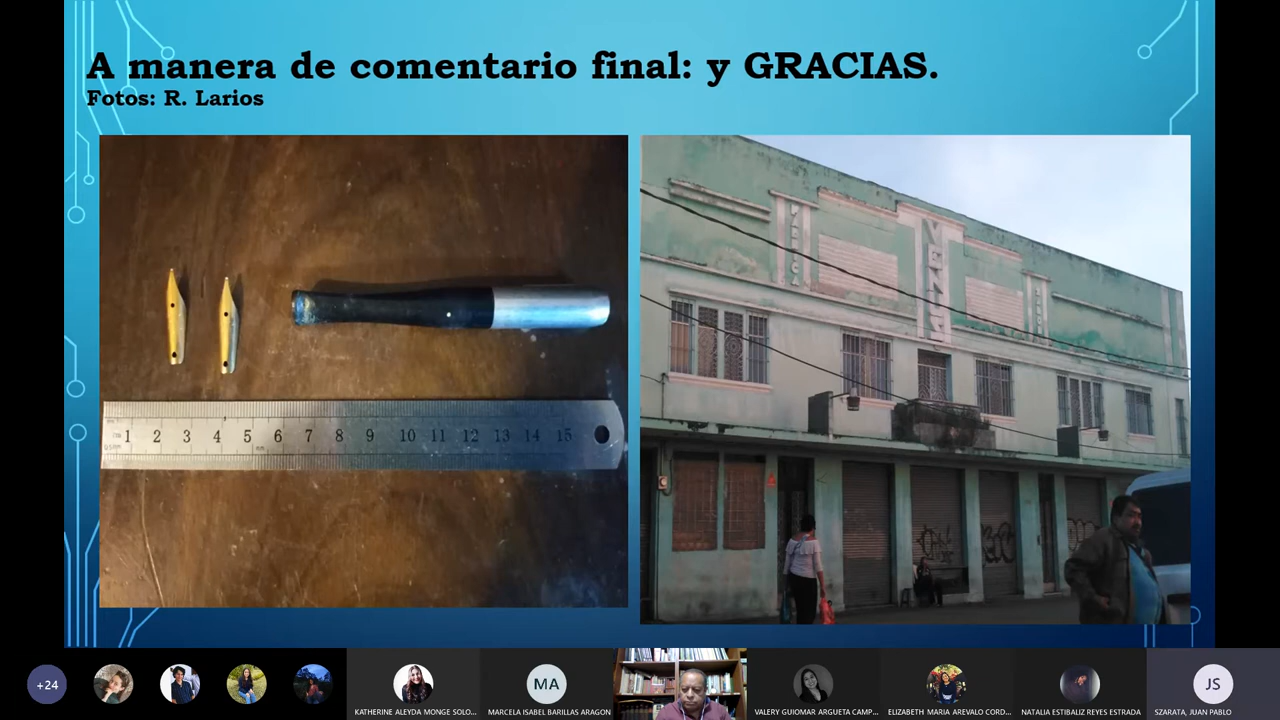 A manera de comentario final: y GRACIAS.
Fotos: R. Larios
1 2 3 4 5 6 7 8 9 10 11 12 13 14 15
mm
+24
KATHERINE ALEYDA MONGE SOLO...
MA
MARCELA ISABEL BARILLAS ARAGON
VALERY GUIOMAR ARGUETA CAMP...
ELIZABETH MARIA AREVALO CORD...
NATALIA ESTIBALIZ REYES ESTRADA
JS
SZARATA, JUAN PABLO